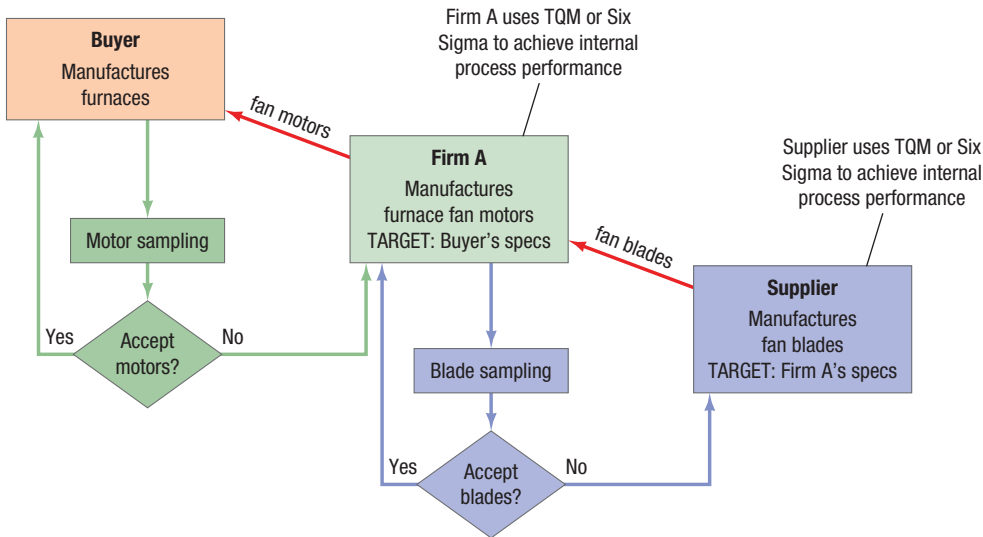 Buyer
Manufactures
furnaces
Firm A uses TQM or Six
Sigma to achieve internal
process performance
fan motors
Firm A
Manufactures
furnace fan motors
TARGET: Buyer's specs
Supplier uses TQM or Six
Sigma to achieve internal
process performance
fan blades
Supplier
Manufactures
fan blades
TARGET: Firm A's specs
Motor sampling
Yes
Accept
motors?
No
Blade sampling
Yes
Accept
blades?
No